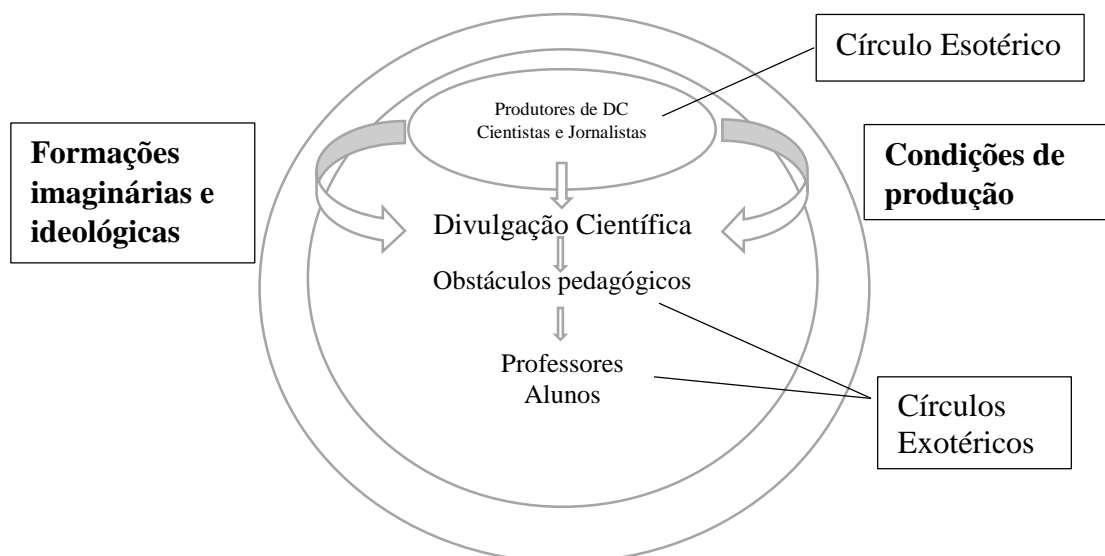 Círculo Esotérico
Produtores de DC
Cientistas e Jornalistas
Formações
imaginárias e
ideológicas
Condições de
produção
Divulgação Científica
Obstáculos pedagógicos
Professores
Alunos
Círculos
Exotéricos